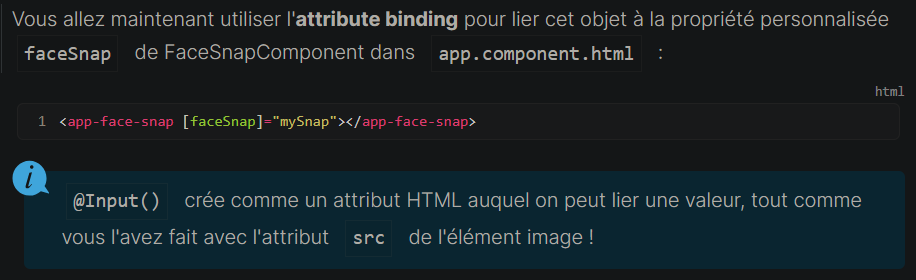 Vous allez maintenant utiliser l'attribute binding pour lier cet objet à la propriété personnalisée
faceSnap de FaceSnapComponent dans app.component.html :
html
1 <app-face-snap [faceSnap]="mySnap"></app-face-snap>
i
@Input() crée comme un attribut HTML auquel on peut lier une valeur, tout comme
vous l'avez fait avec l'attribut src de l'élément image !